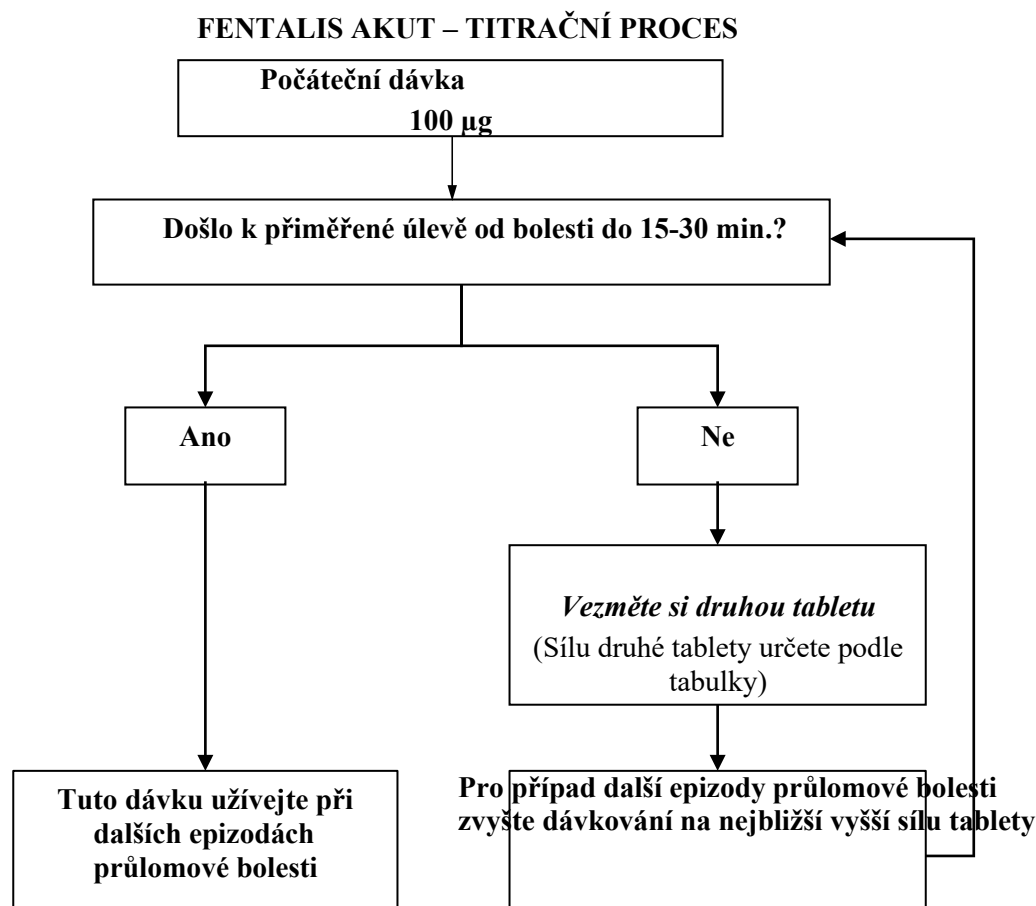 FENTALIS AKUT – TITRAČNÍ PROCES
Počáteční dávka
100 µg
Došlo k přiměřené úlevě od bolesti do 15-30 min.?
Ano
Ne
Vezměte si druhou tabletu
(Sílu druhé tablety určete podle
tabulky)
Tuto dávku užívejte při
dalších epizodách
průlomové bolesti
Pro případ další epizody průlomové bolesti
zvyšte dávkování na nejbližší vyšší sílu tablety